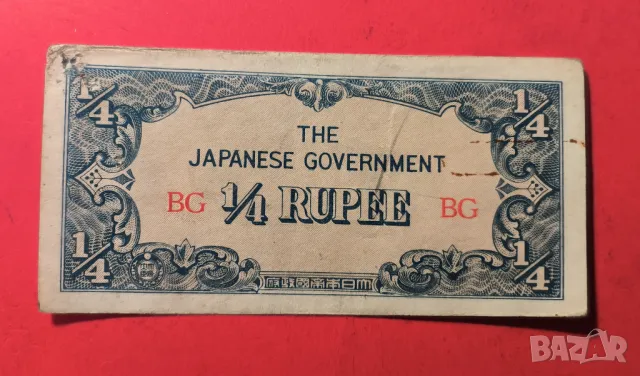 1/4 1/4
THE
JAPANESE GOVERNMENT
BG 1/4 RUPEE BG
1/4 1/4
大日本帝國政府
BAZAR